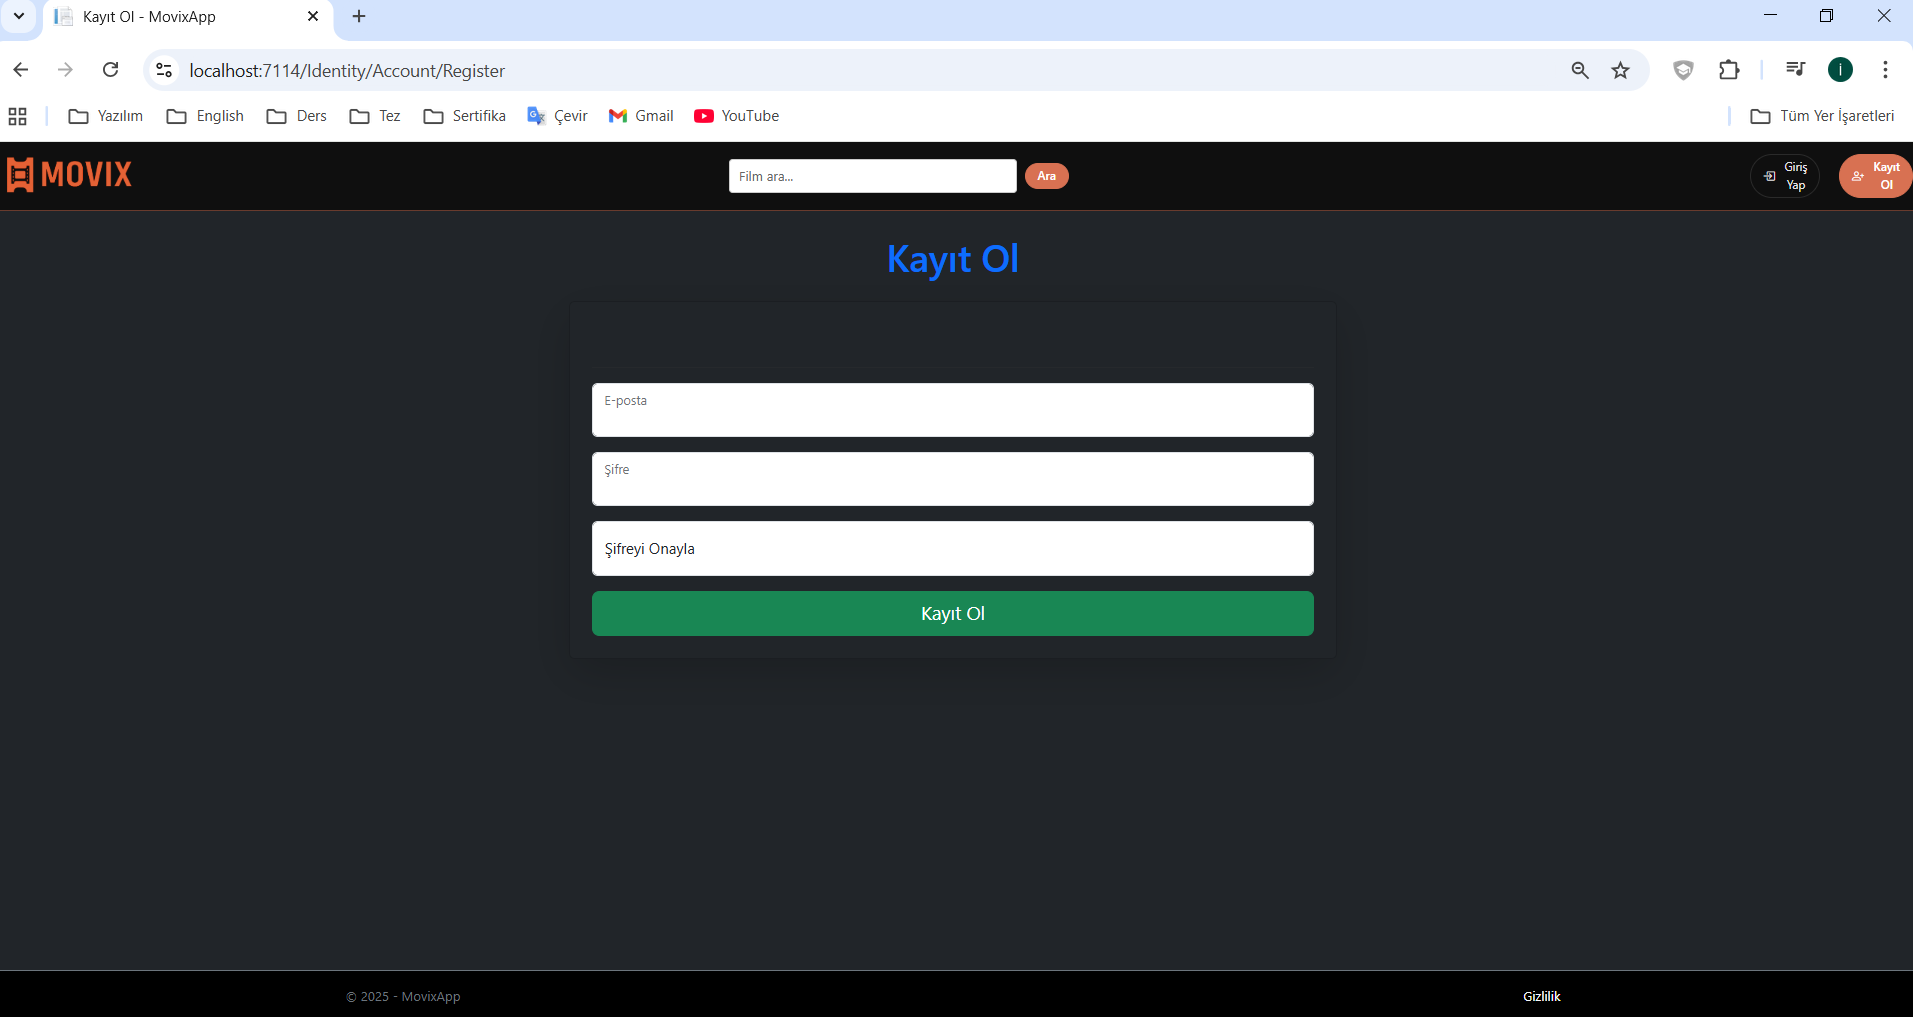 Kayıt Ol - MovixApp
localhost:7114/Identity/Account/Register
i
Yazılım English Ders Tez Sertifika Çevir Gmail YouTube Tüm Yer İşaretleri
MOVIX Film ara... Ara Giriş Yap Kayıt Ol
Kayıt Ol
E-posta
Şifre
Şifreyi Onayla
Kayıt Ol
© 2025 - MovixApp Gizlilik